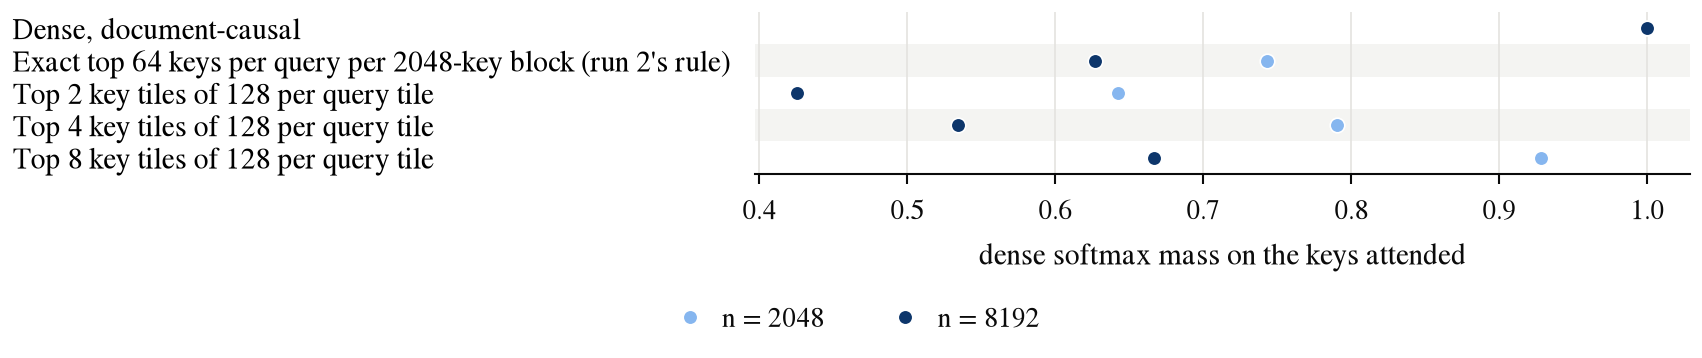 Dense, document-causal
Exact top 64 keys per query per 2048-key block (run 2's rule)
Top 2 key tiles of 128 per query tile
Top 4 key tiles of 128 per query tile
Top 8 key tiles of 128 per query tile
0.4 0.5 0.6 0.7 0.8 0.9 1.0
dense softmax mass on the keys attended
n = 2048 n = 8192